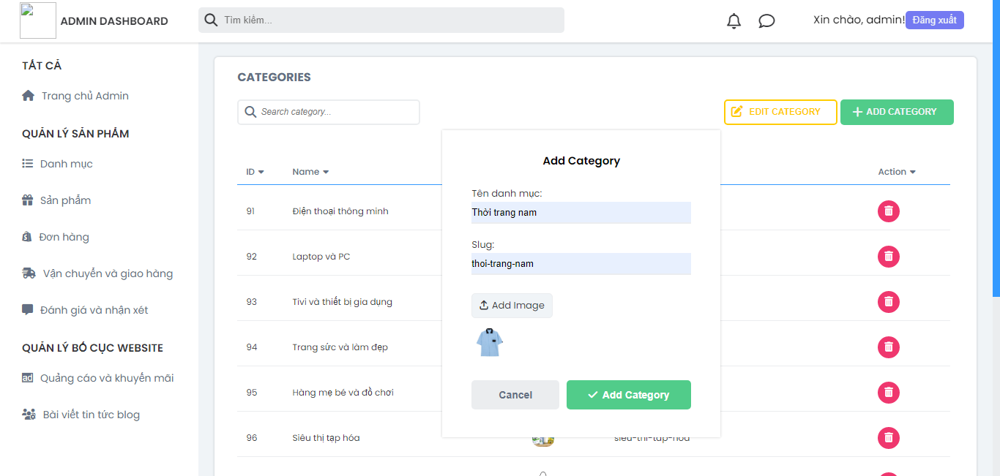 ADMIN DASHBOARD
Tìm kiếm...
Xin chào, admin!
Đăng xuất
TẤT CẢ
Trang chủ Admin
QUẢN LÝ SẢN PHẨM
Danh mục
Sản phẩm
Đơn hàng
Vận chuyển và giao hàng
Đánh giá và nhận xét
QUẢN LÝ BỐ CỤC WEBSITE
ad Quảng cáo và khuyến mãi
Bài viết tin tức blog
CATEGORIES
Search category...
EDIT CATEGORY
ADD CATEGORY
ID Name Action
91 Điện thoại thông minh
92 Laptop và PC
93 Tivi và thiết bị gia dụng
94 Trang sức và làm đẹp
95 Hàng mẹ bé và đồ chơi
96 Siêu thị tạp hóa sieu-thi-tap-hoa
Add Category
Tên danh mục:
Thời trang nam
Slug:
thoi-trang-nam
Add Image
Cancel
Add Category